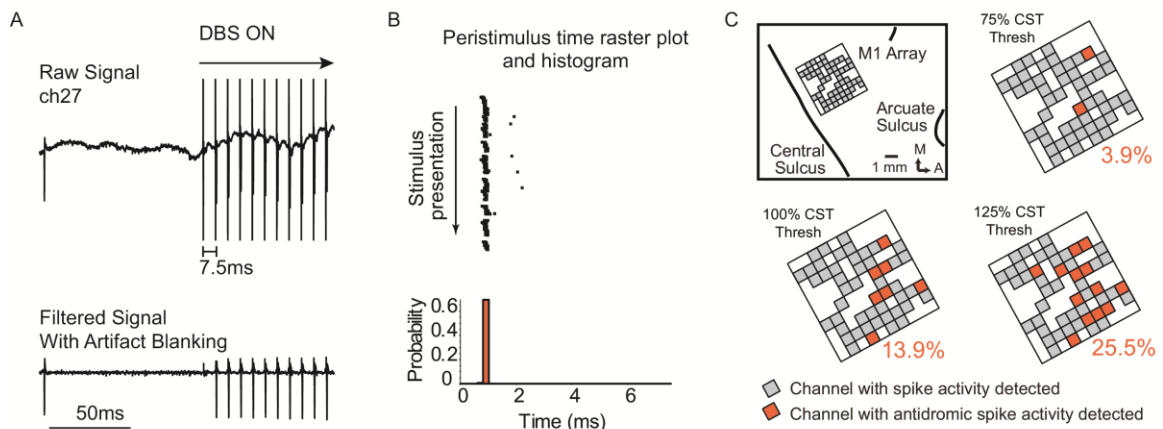 A
DBS ON
Raw Signal
ch27
7.5ms
Filtered Signal
With Artifact Blanking
50ms
B
Peristimulus time raster plot
and histogram
Stimulus
presentation
Probability
0.6
0.4
0.2
0
0
2
4
6
Time (ms)
C
M1 Array
Arcuate
Sulcus
Central
Sulcus
1 mm
M
A
75% CST
Thresh
3.9%
100% CST
Thresh
13.9%
125% CST
Thresh
25.5%
Channel with spike activity detected
Channel with antidromic spike activity detected